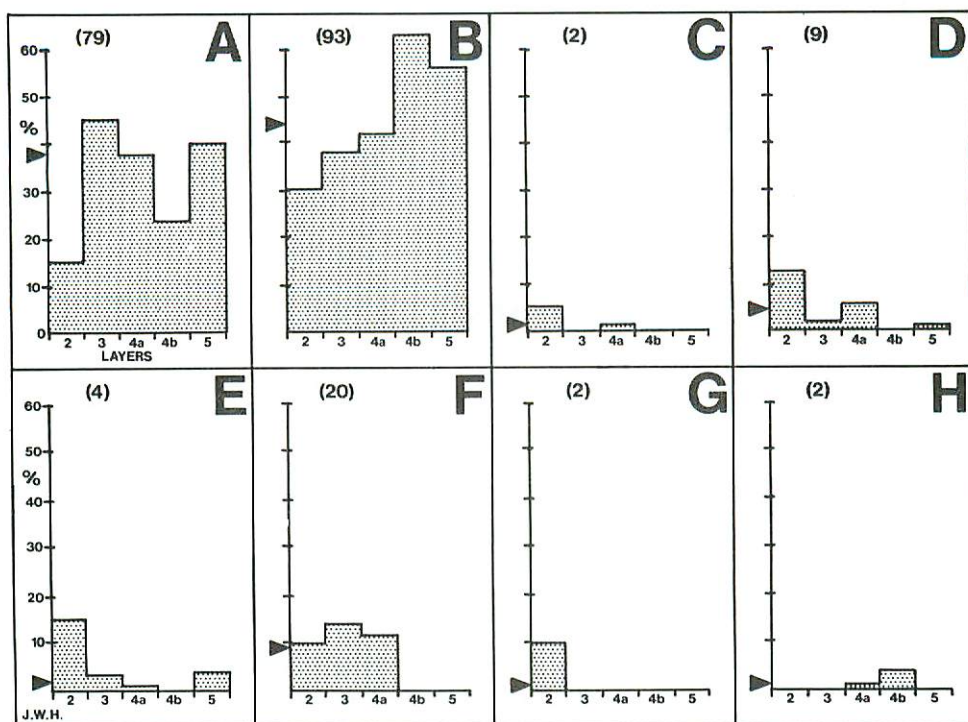 (79) A
60
50
%
30
20
10
0
2 3 4a 4b 5
LAYERS
(93) B
2 3 4a 4b 5
(2) C
2 3 4a 4b 5
(9) D
2 3 4a 4b 5
(4) E
60
50
%
40
30
20
10
2 3 4a 4b 5
J.W.H.
(20) F
2 3 4a 4b 5
(2) G
2 3 4a 4b 5
(2) H
2 3 4a 4b 5